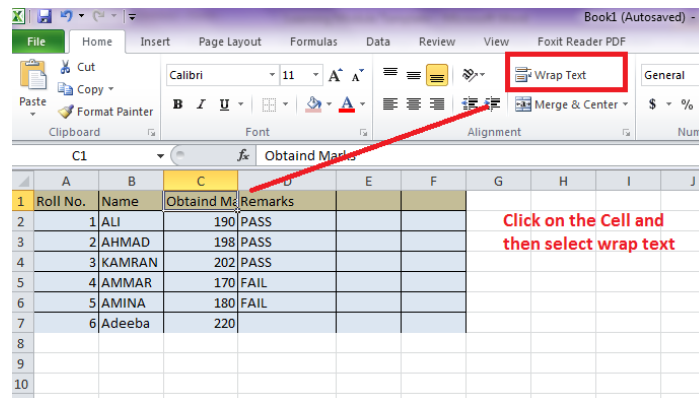 Book1 (Autosaved) -
File Home Insert Page Layout Formulas Data Review View Foxit Reader PDF
Cut
Calibri 11 A A Wrap Text General
Copy
Paste
Format Painter B I U A Merge & Center $ %
Clipboard Font Alignment Num
C1 fx Obtaind Marks
A B C D E F G H I J
1 Roll No. Name Obtaind Ma Remarks
2 1 ALI 190 PASS Click on the Cell and
3 2 AHMAD 198 PASS then select wrap text
4 3 KAMRAN 202 PASS
5 4 AMMAR 170 FAIL
6 5 AMINA 180 FAIL
7 6 Adeeba 220
8
9
10